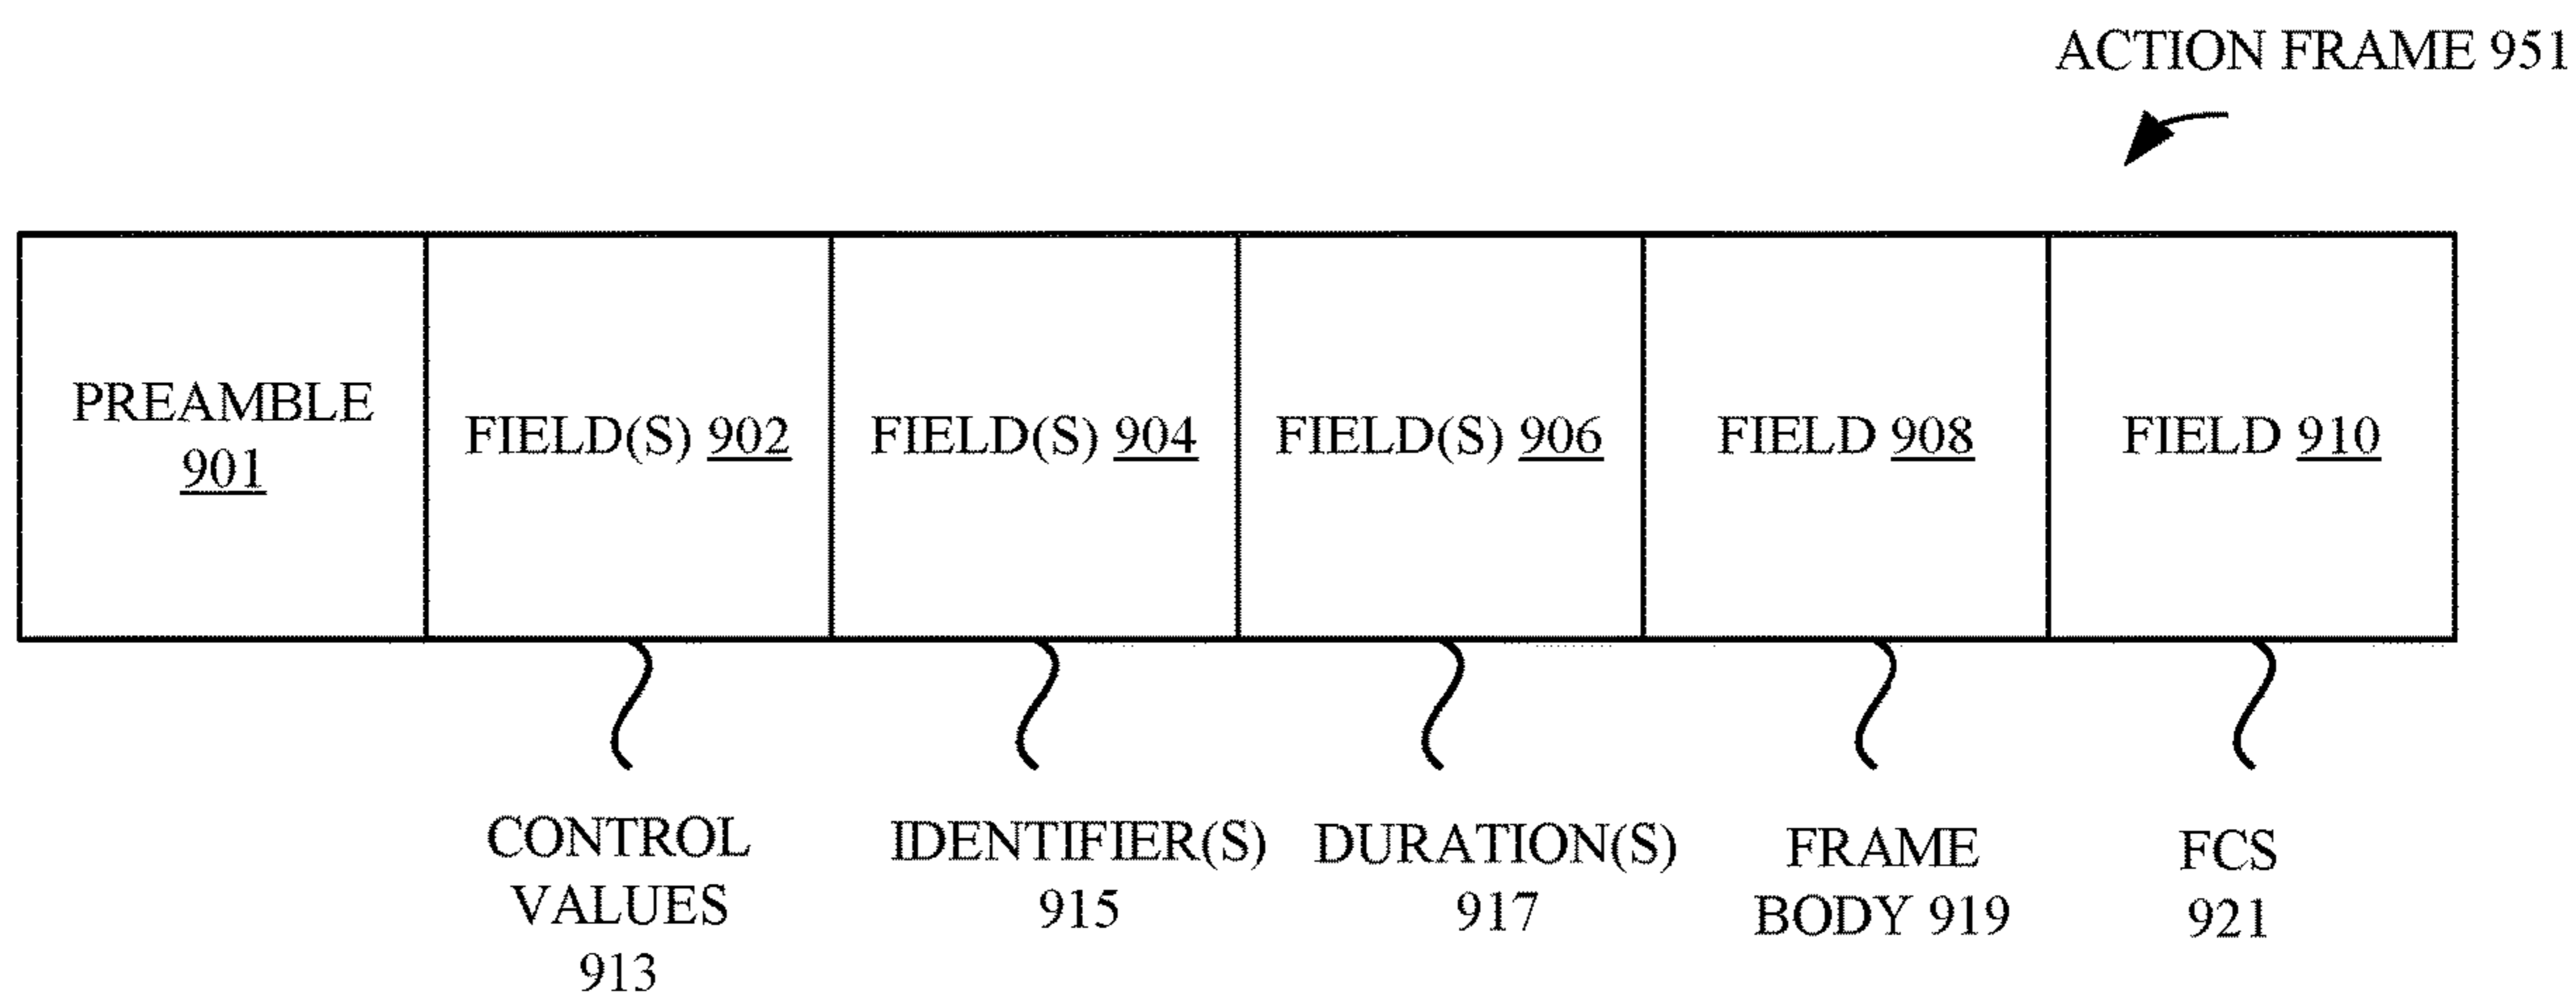 ACTION FRAME 951
PREAMBLE
901
FIELD(S) 902
FIELD(S) 904
FIELD(S) 906
FIELD 908
FIELD 910
CONTROL
VALUES
913
IDENTIFIER(S)
915
DURATION(S)
917
FRAME
BODY 919
FCS
921